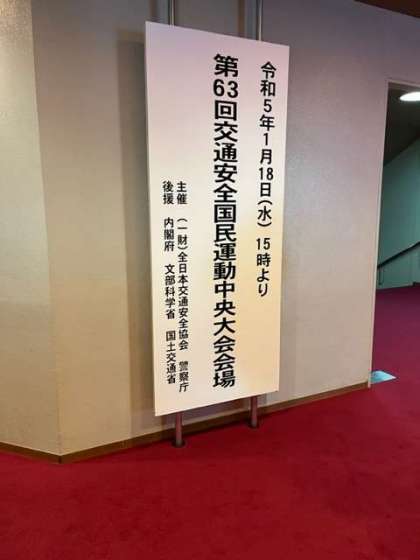 令和5年1月18日(水) 15時より
第63回交通安全国民運動中央大会会場
主催 (一財)全日本交通安全協会 警察庁
後援 内閣府 文部科学省 国土交通省